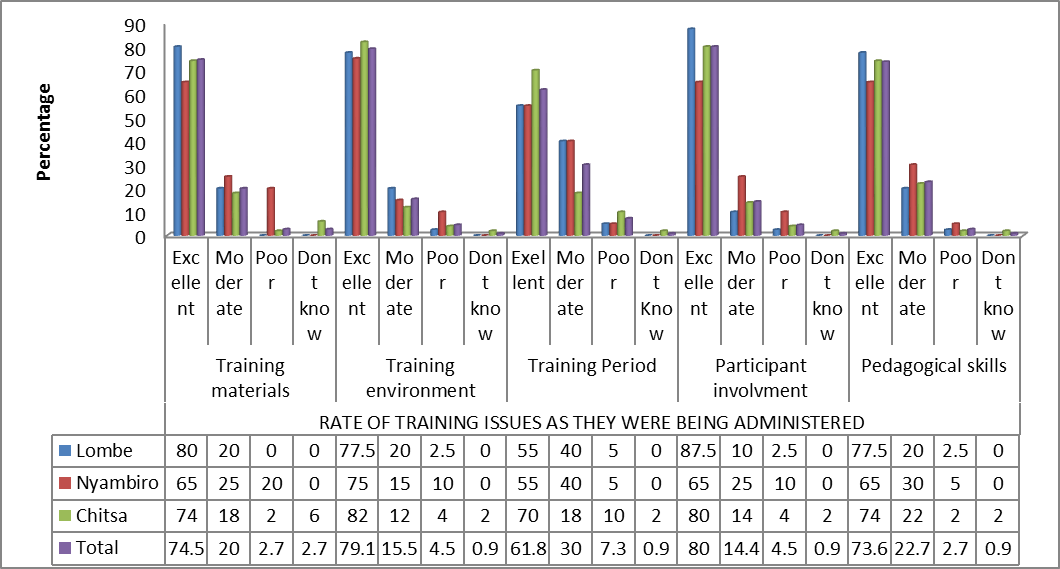 Percentage
90
80
70
60
50
40
30
20
10
0
Exc elle nt Mo der ate Poo r Don t kno w Exc elle nt Mo der ate Poo r Don t kno w Exel lent Mo der ate Poo r Don t Kno w Exc elle nt Mo der ate Poo r Don t kno w Exc elle nt Mo der ate Poo r Don t kno w
Training materials Training environment Training Period Participant involvment Pedagogical skills
RATE OF TRAINING ISSUES AS THEY WERE BEING ADMINISTERED
Lombe 80 20 0 0 77.5 20 2.5 0 55 40 5 0 87.5 10 2.5 0 77.5 20 2.5 0
Nyambiro 65 25 20 0 75 15 10 0 55 40 5 0 65 25 10 0 65 30 5 0
Chitsa 74 18 2 6 82 12 4 2 70 18 10 2 80 14 4 2 74 22 2 2
Total 74.5 20 2.7 2.7 79.1 15.5 4.5 0.9 61.8 30 7.3 0.9 80 14.4 4.5 0.9 73.6 22.7 2.7 0.9